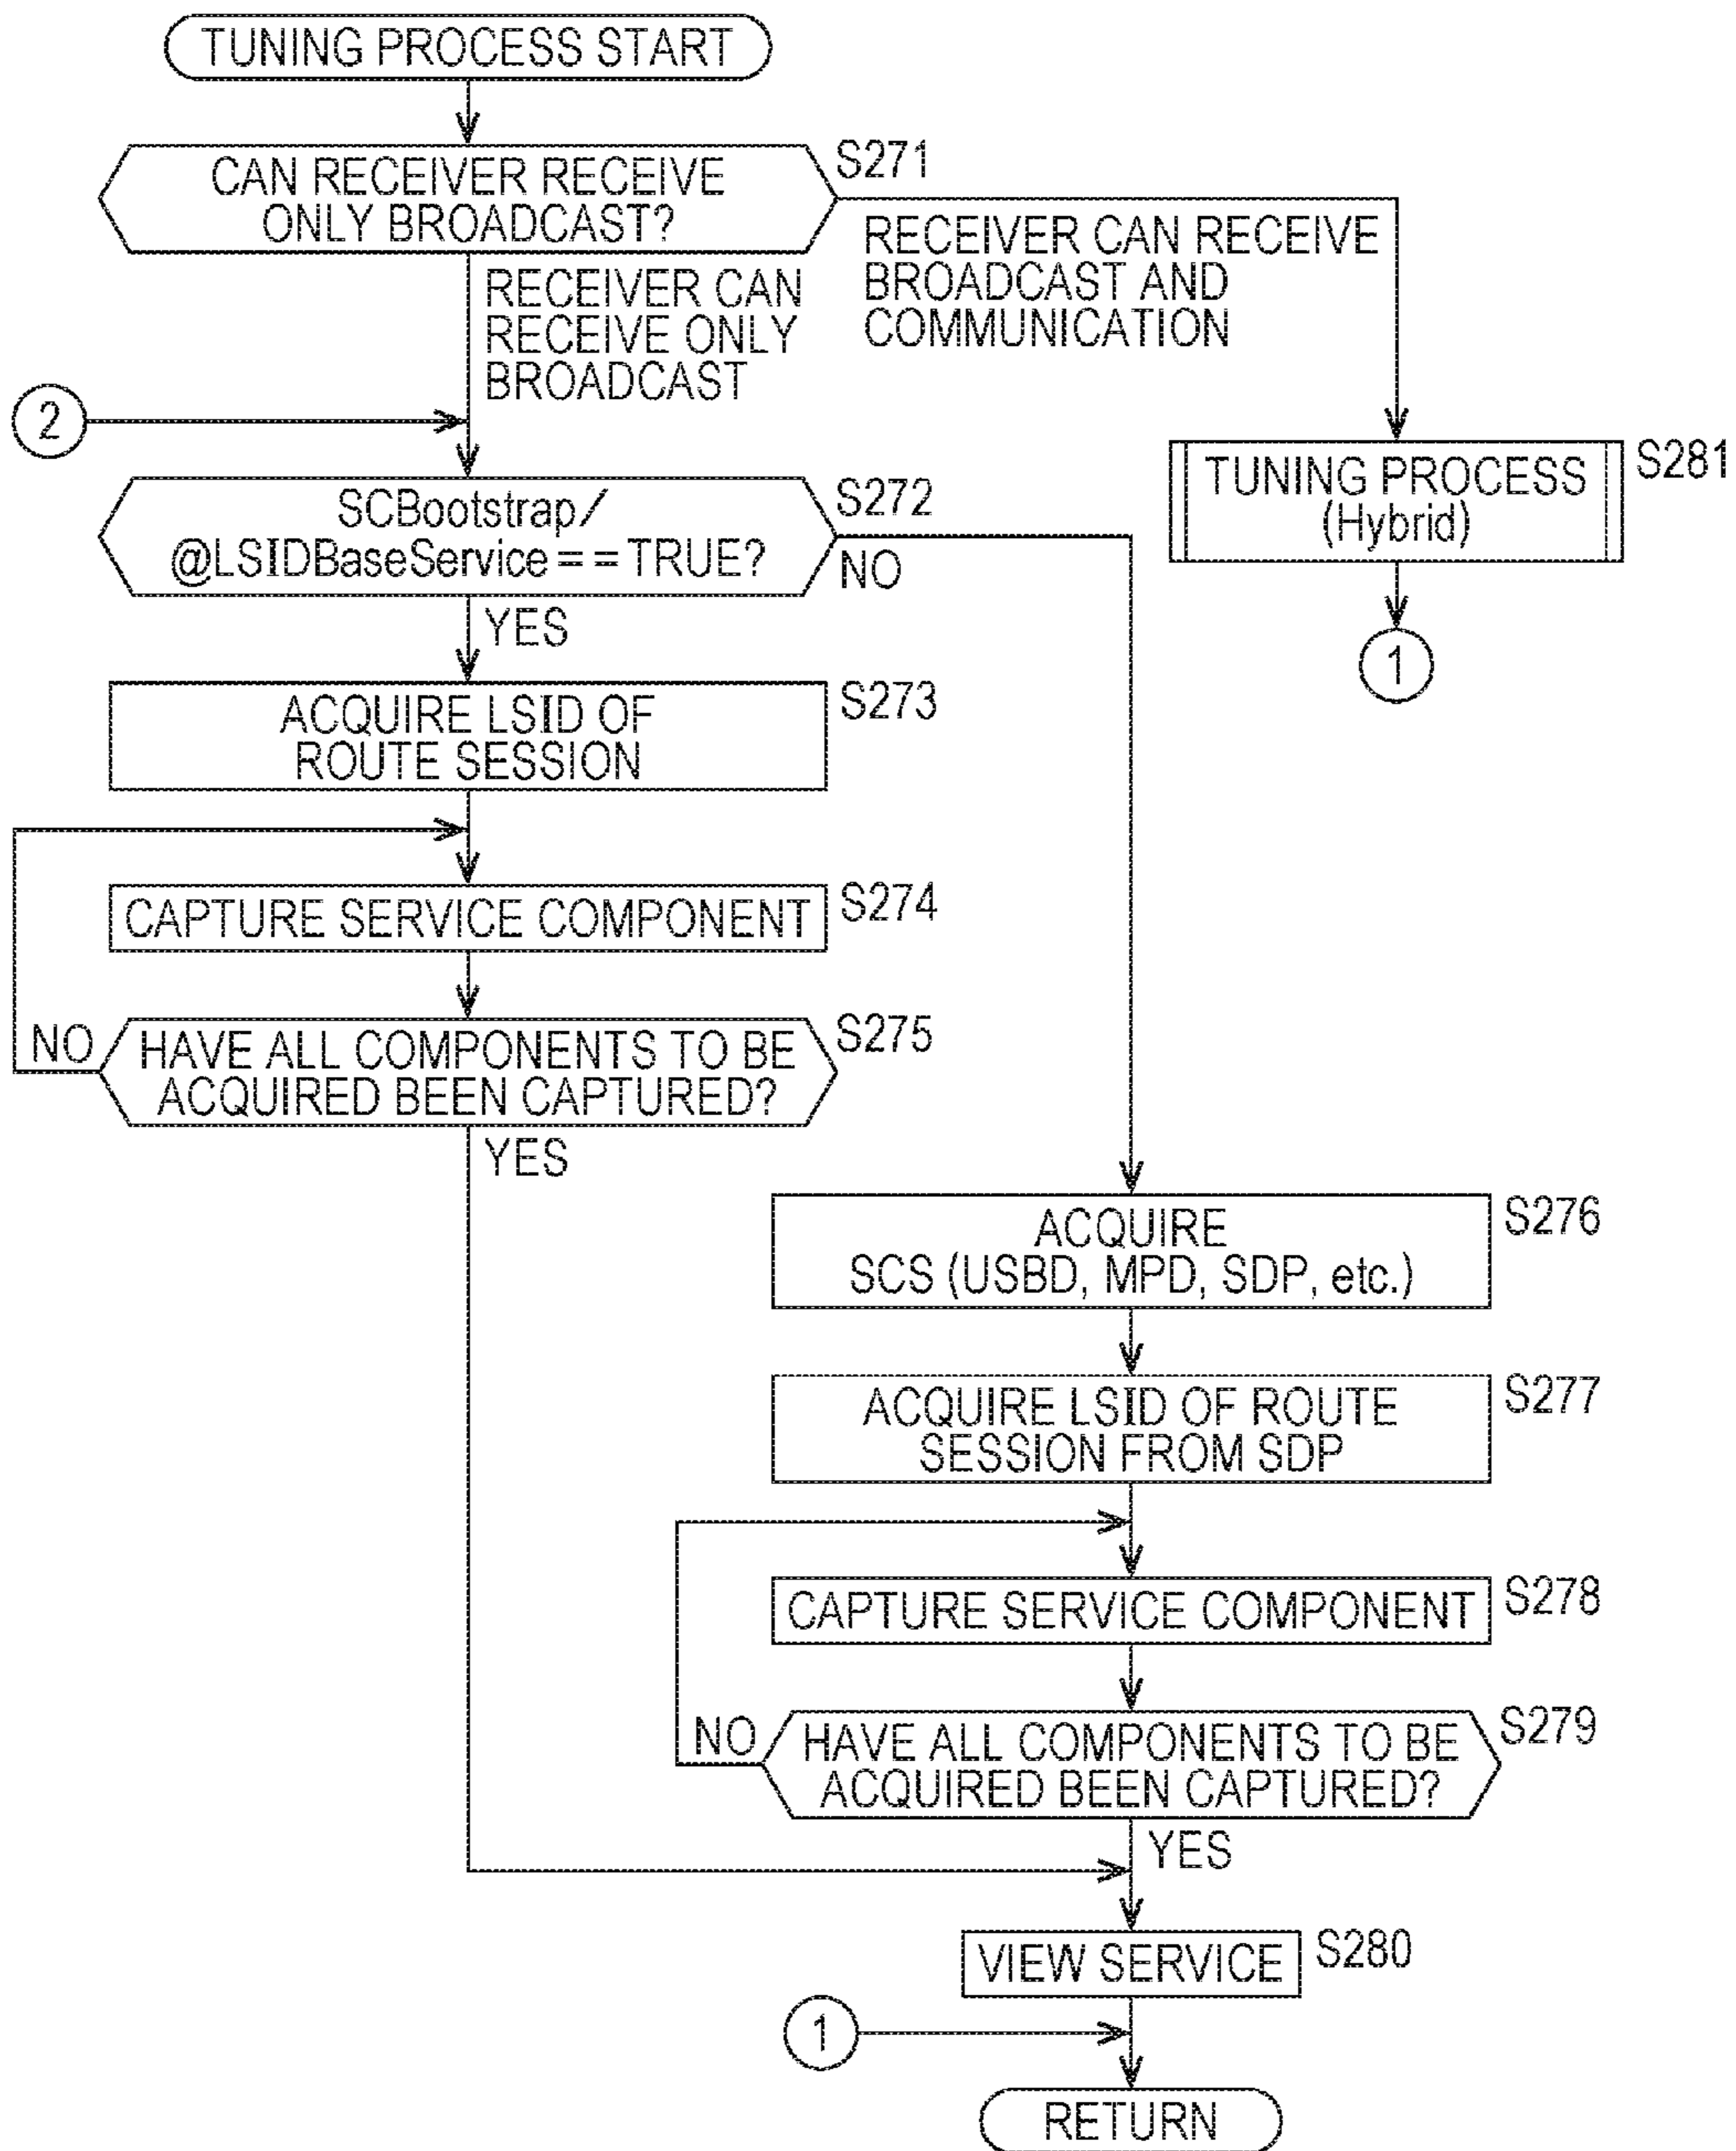 TUNING PROCESS START
CAN RECEIVER RECEIVE
ONLY BROADCAST?
S271
RECEIVER CAN RECEIVE
BROADCAST AND
COMMUNICATION
RECEIVER CAN
RECEIVE ONLY
BROADCAST
2
TUNING PROCESS
(Hybrid)
S281
1
SCBootstrap/
@LSIDBaseService==TRUE?
S272
NO
YES
ACQUIRE LSID OF
ROUTE SESSION
S273
CAPTURE SERVICE COMPONENT
S274
NO
HAVE ALL COMPONENTS TO BE
ACQUIRED BEEN CAPTURED?
S275
YES
ACQUIRE
SCS (USBD, MPD, SDP, etc.)
S276
ACQUIRE LSID OF ROUTE
SESSION FROM SDP
S277
CAPTURE SERVICE COMPONENT
S278
NO
HAVE ALL COMPONENTS TO BE
ACQUIRED BEEN CAPTURED?
S279
YES
VIEW SERVICE
S280
1
RETURN